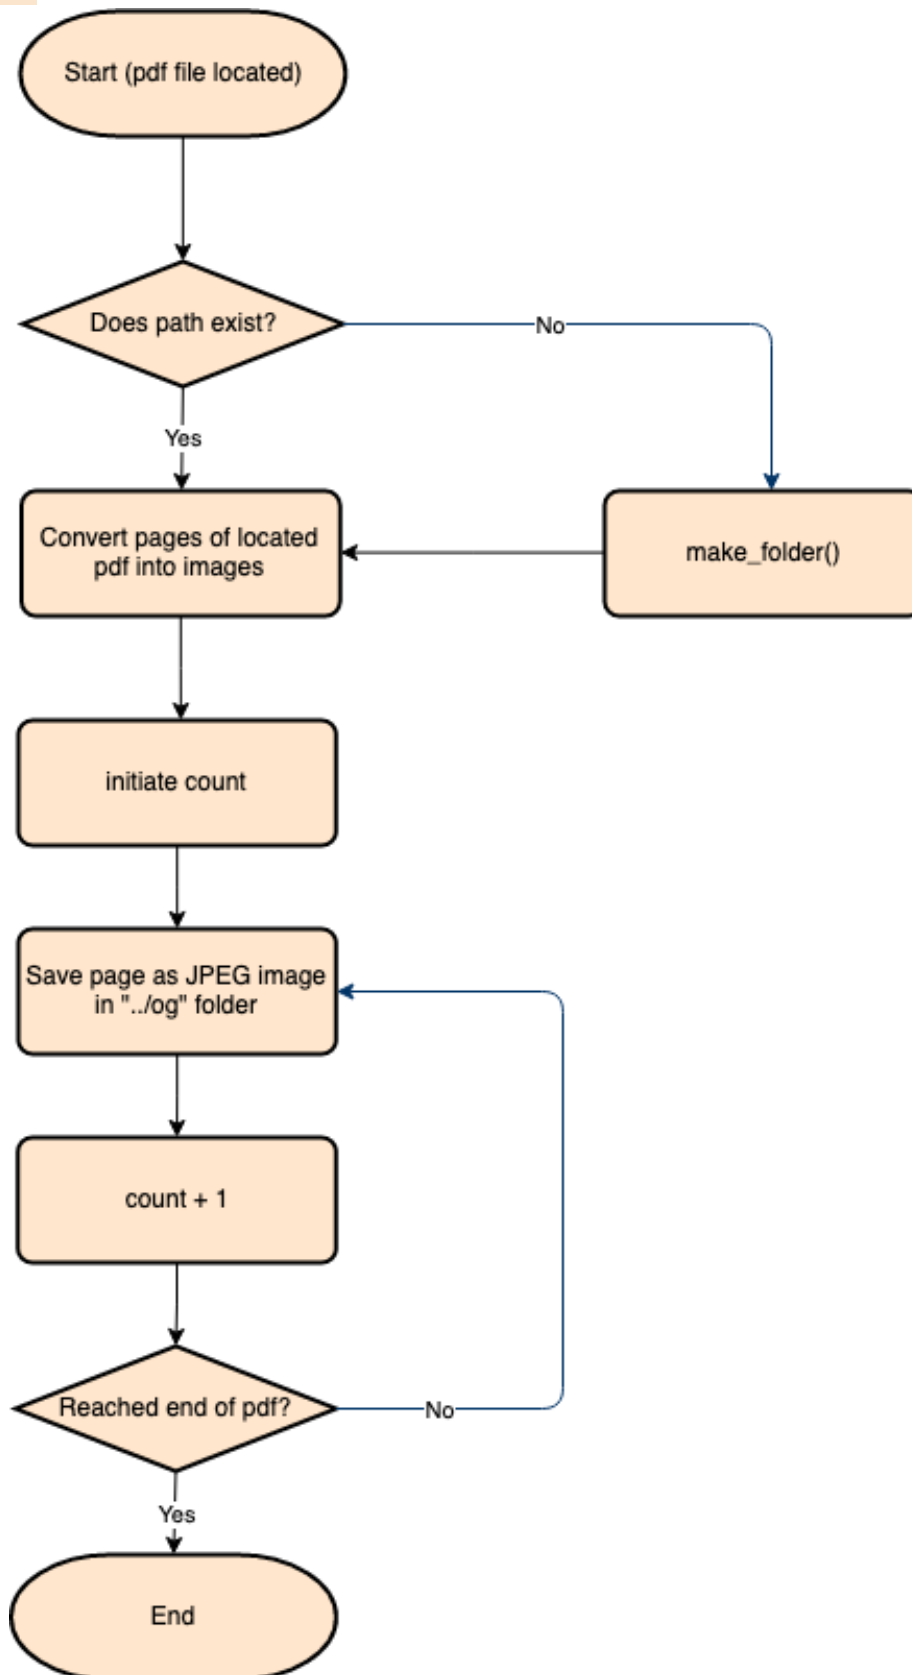 Start (pdf file located)
Does path exist?
No
Yes
Convert pages of located
pdf into images
make_folder()
initiate count
Save page as JPEG image
in "../og" folder
count + 1
Reached end of pdf?
No
Yes
End